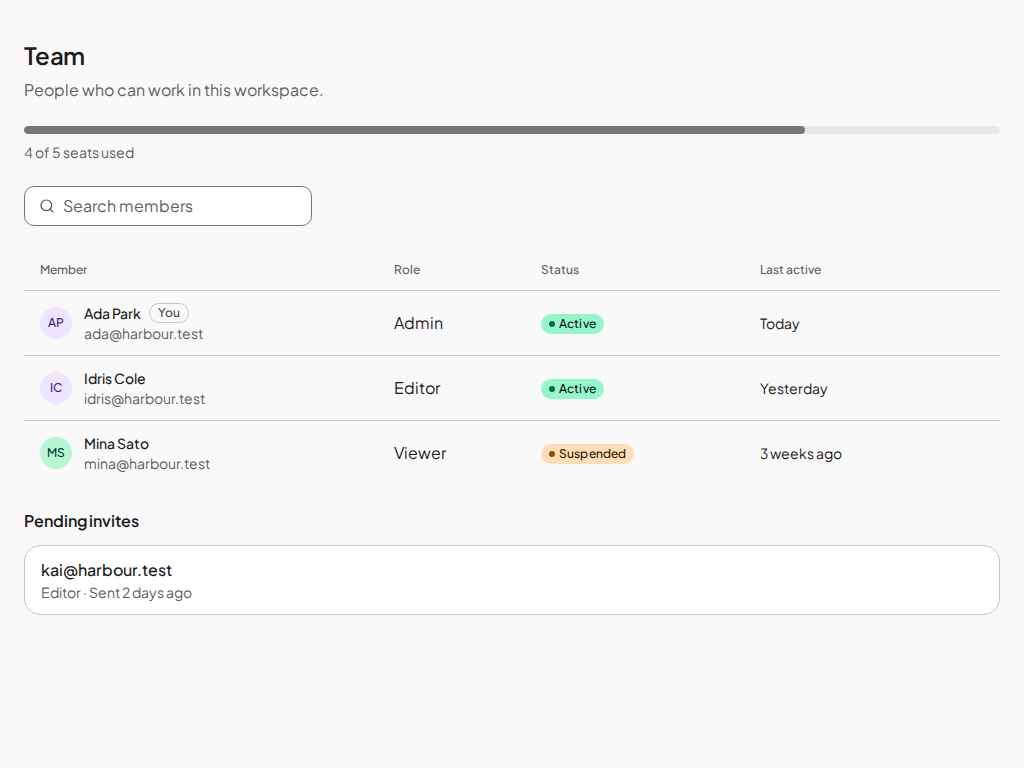 Team
People who can work in this workspace.
4 of 5 seats used
Search members
Member Role Status Last active
AP Ada Park You Admin Active Today
ada@harbour.test
IC Idris Cole Editor Active Yesterday
idris@harbour.test
MS Mina Sato Viewer Suspended 3 weeks ago
mina@harbour.test
Pending invites
kai@harbour.test
Editor · Sent 2 days ago